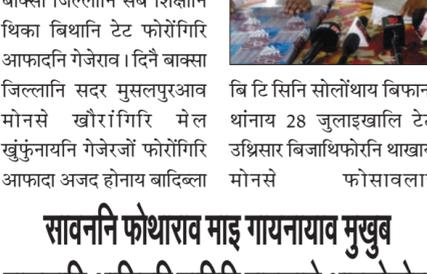 बाक्सा जिल्लानि सब शिक्षानि
थिका बिथानि टेट फोरोंगिरि
आफादनि गेजेराव । दिनै बाक्सा
जिल्लानि सदर मुसलपुरआव
मोनसे खौरांगिरि मेल
खुंफुंनायनि गेजेरजों फोरोंगिरि
आफादा अजद होनाय बादिब्ला
बि टि सिनि सोलोंथाय बिफान
थांनाय 28 जुलाइखालि टेट
उथ्रिसार बिजाथिफोरनि थाखाय
मोनसे फोसावला
सावननि फोथाराव माइ गायनायाव मुखुब